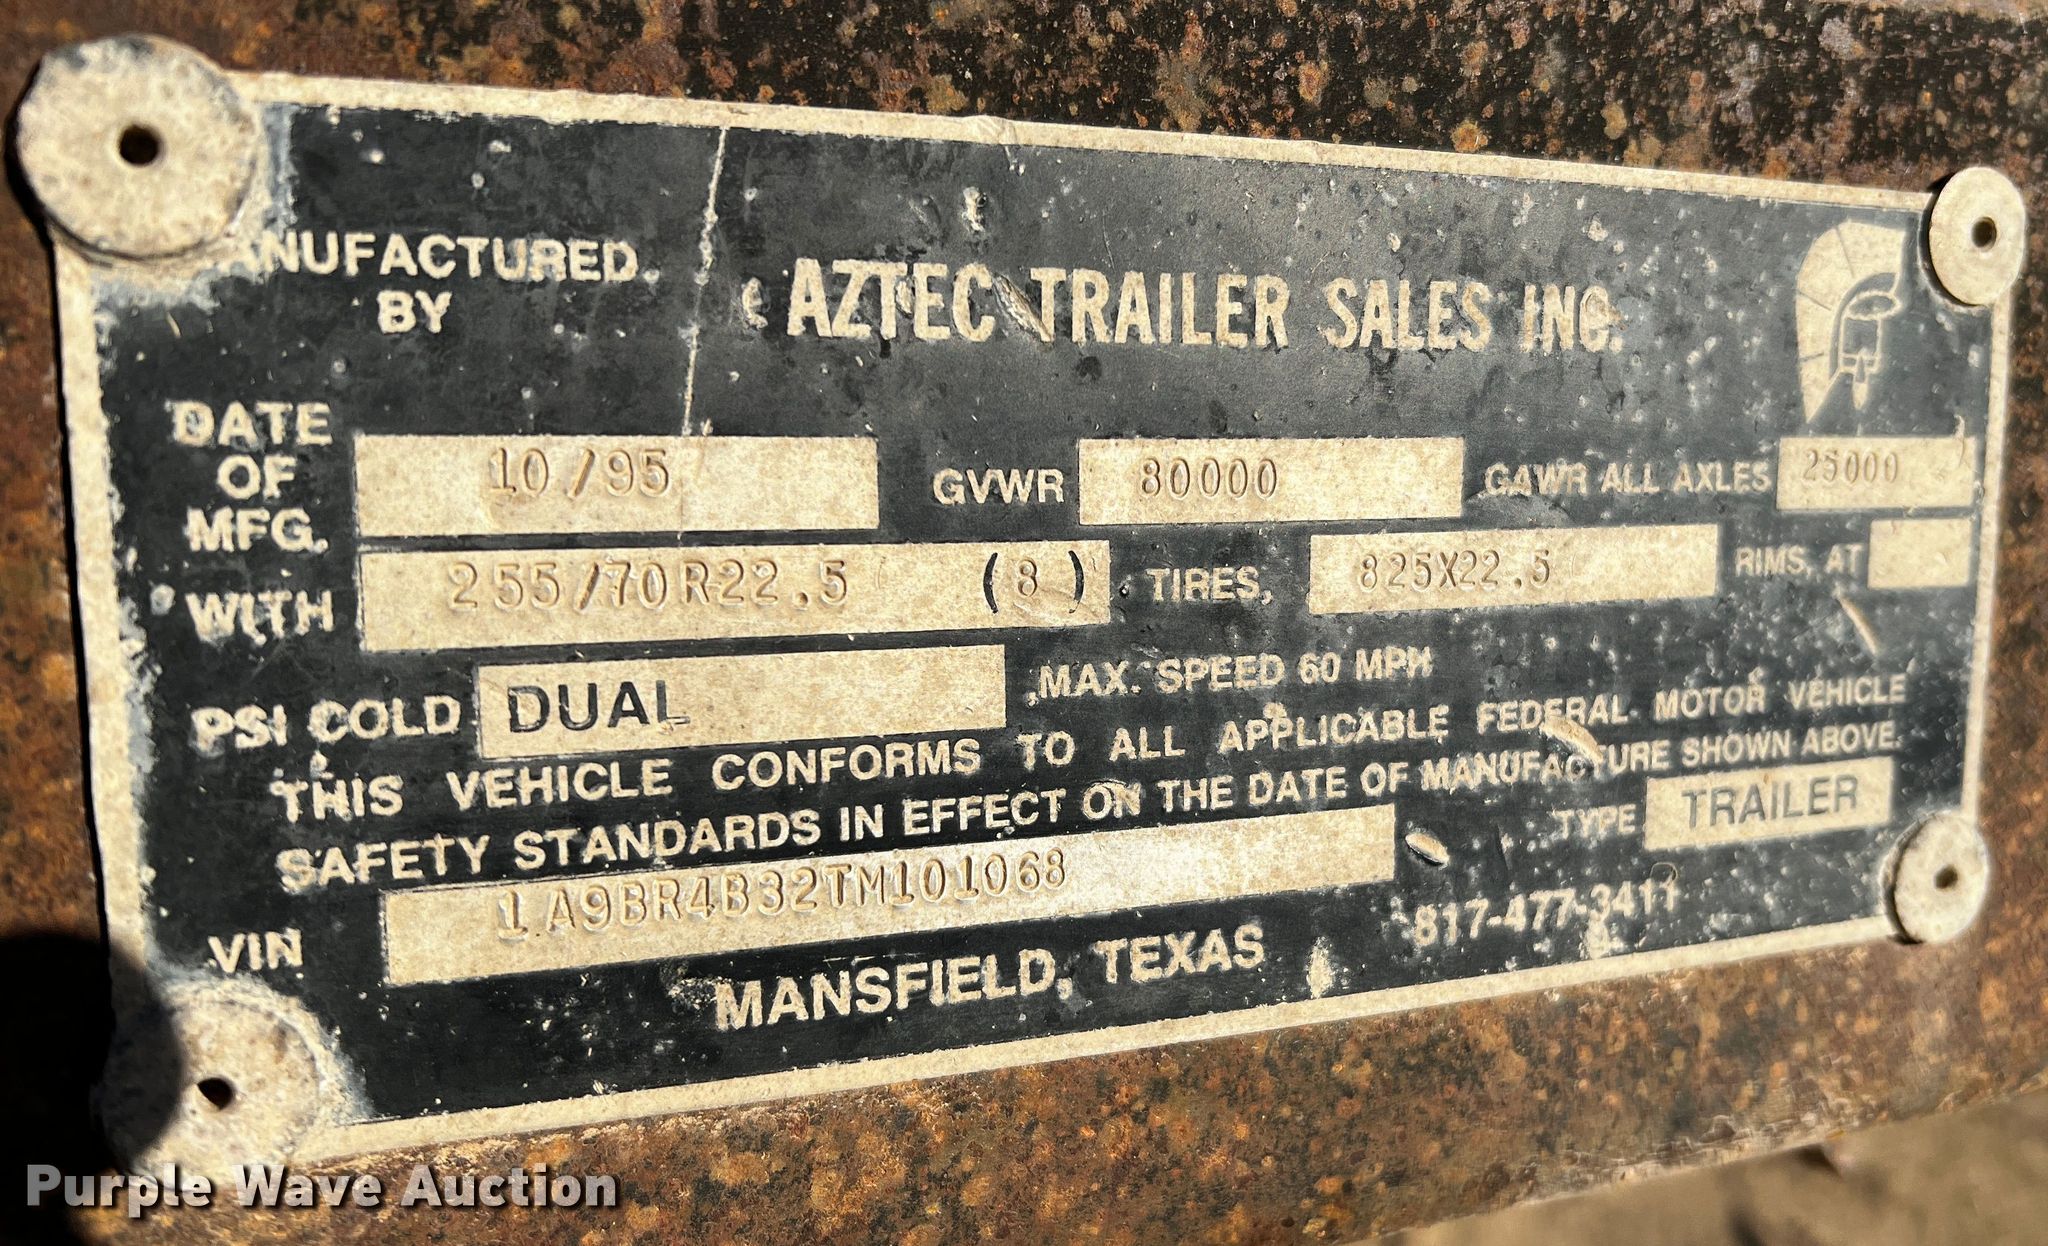 MANUFACTURED
BY
AZTEC TRAILER SALES INC.
DATE
OF
MFG.
10/95
GVWR 80000
GAWR ALL AXLES 25000
WITH 255/70R22.5 (8) TIRES, 825X22.5 RIMS, AT
PSI COLD DUAL ,MAX. SPEED 60 MPH
THIS VEHICLE CONFORMS TO ALL APPLICABLE FEDERAL MOTOR VEHICLE
SAFETY STANDARDS IN EFFECT ON THE DATE OF MANUFACTURE SHOWN ABOVE.
VIN 1A9BR4B32TM101068 TYPE TRAILER
MANSFIELD, TEXAS 817-477-3411
Purple Wave Auction